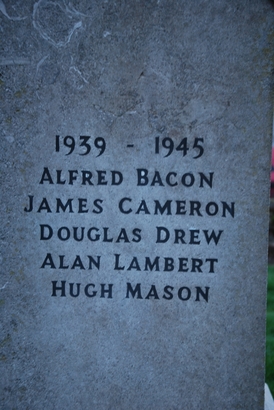 1939 - 1945
ALFRED BACON
JAMES CAMERON
DOUGLAS DREW
ALAN LAMBERT
HUGH MASON